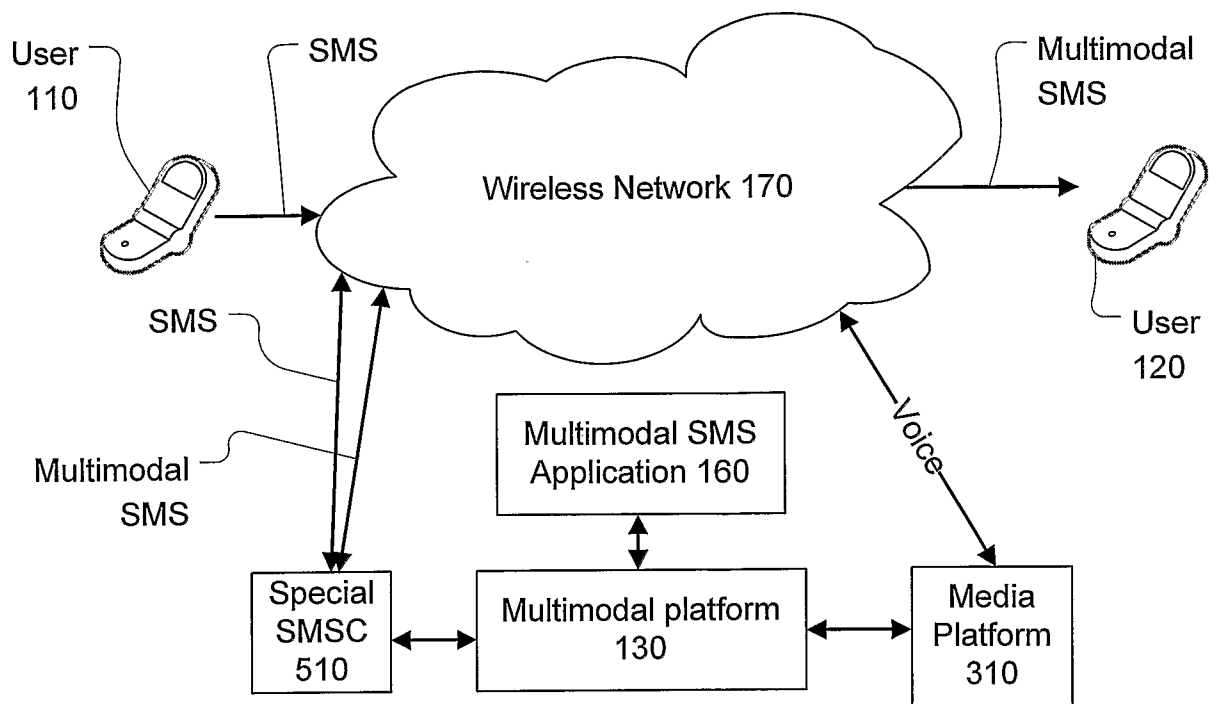 User
110
SMS
Multimodal
SMS
Wireless Network 170
User
120
SMS
Multimodal
SMS
Multimodal SMS
Application 160
Voice
Special
SMSC
510
Multimodal platform
130
Media
Platform
310